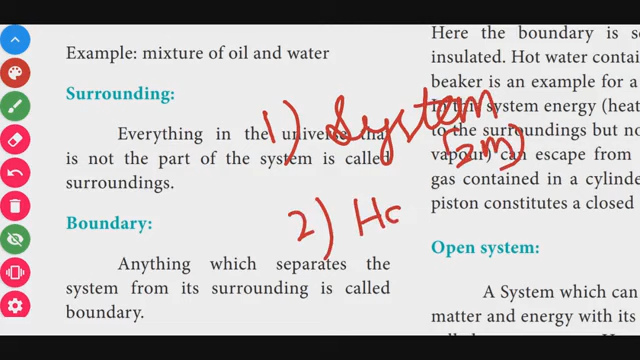 Example: mixture of oil and water
Surrounding:
Everything in the universe that
is not the part of the system is called
surroundings.
Boundary:
Anything which separates the
system from its surrounding is called
boundary.
1) System
(2m)
2) Ho
Here the boundary is se
insulated. Hot water contai
beaker is an example for a
In this system energy (heat
to the surroundings but no
vapour) can escape from
gas contained in a cylinde
piston constitutes a closed
Open system:
A System which can
matter and energy with its